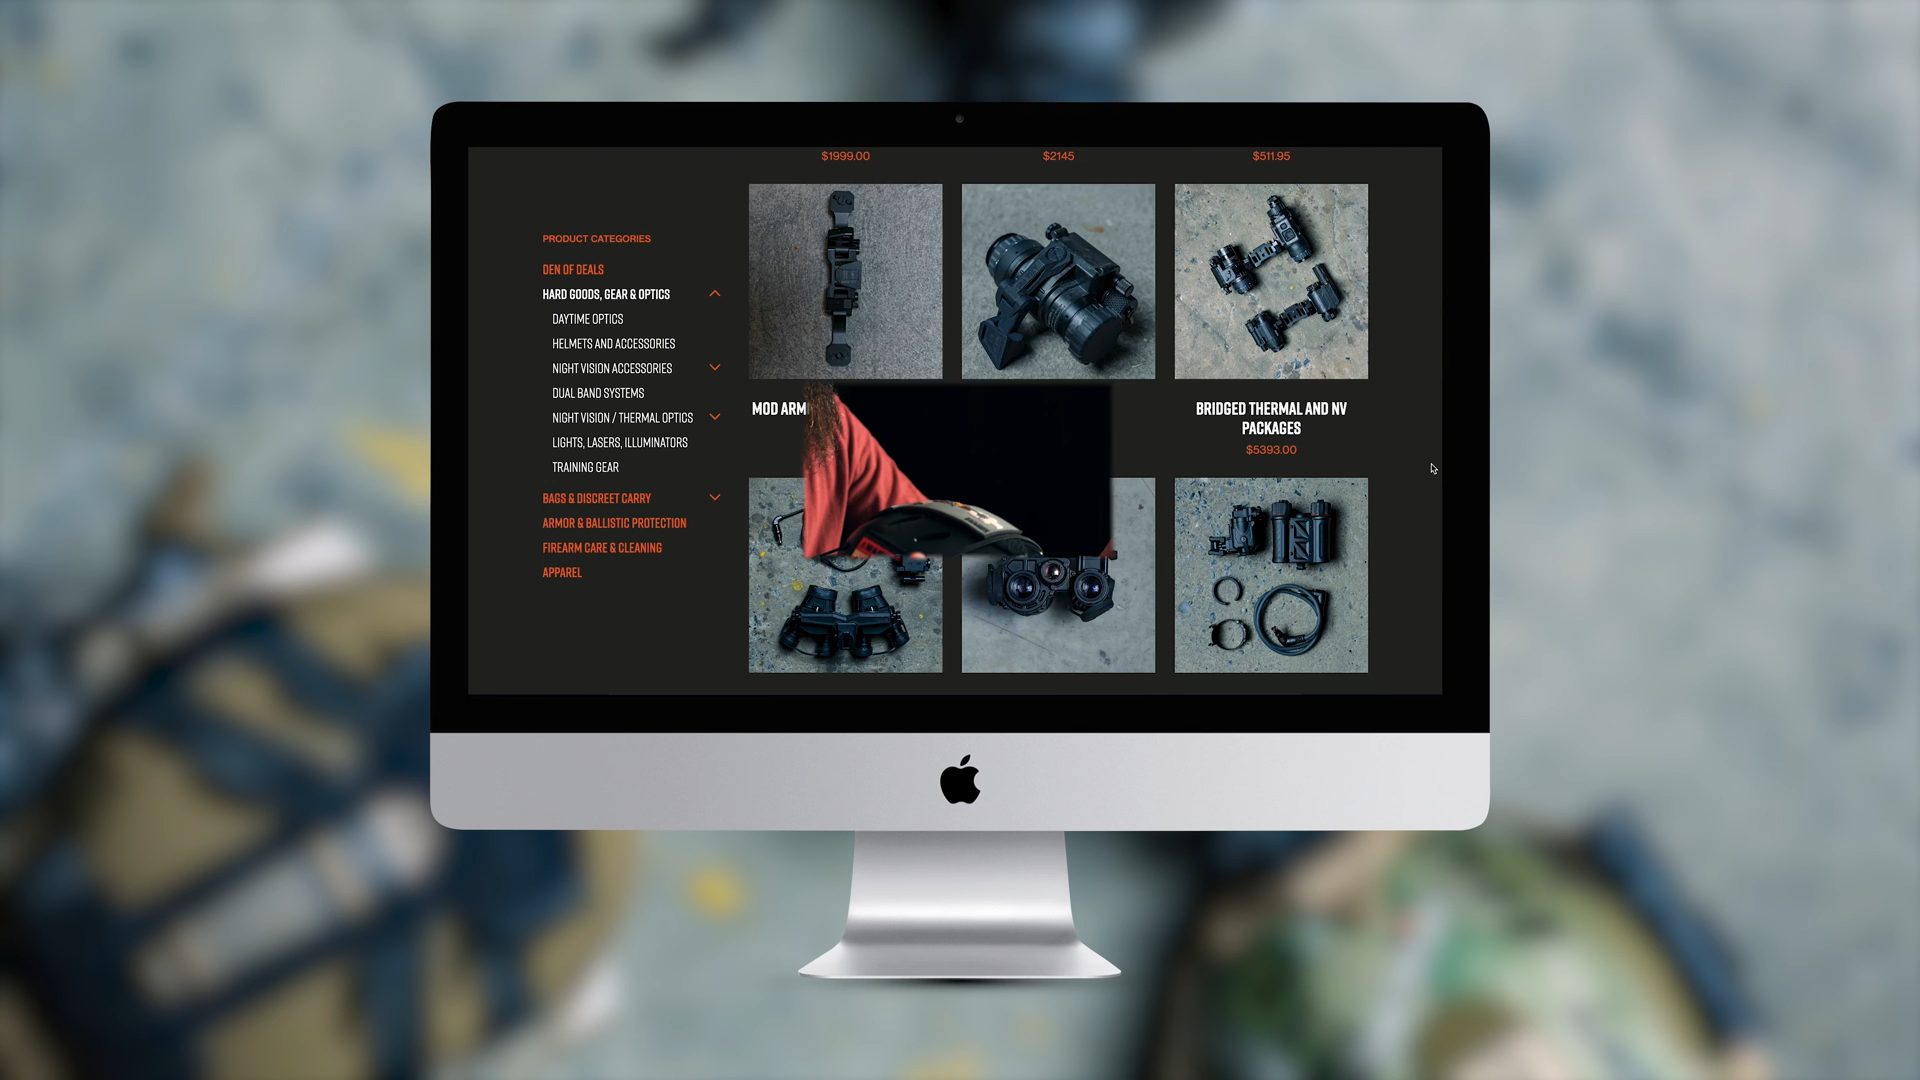 $1999.00
$2145
$511.95
PRODUCT CATEGORIES
DEN OF DEALS
HARD GOODS, GEAR & OPTICS
DAYTIME OPTICS
HELMETS AND ACCESSORIES
NIGHT VISION ACCESSORIES
DUAL BAND SYSTEMS
NIGHT VISION / THERMAL OPTICS
LIGHTS, LASERS, ILLUMINATORS
TRAINING GEAR
BAGS & DISCREET CARRY
ARMOR & BALLISTIC PROTECTION
FIREARM CARE & CLEANING
APPAREL
MOD ARM
BRIDGED THERMAL AND NV
PACKAGES
$5393.00